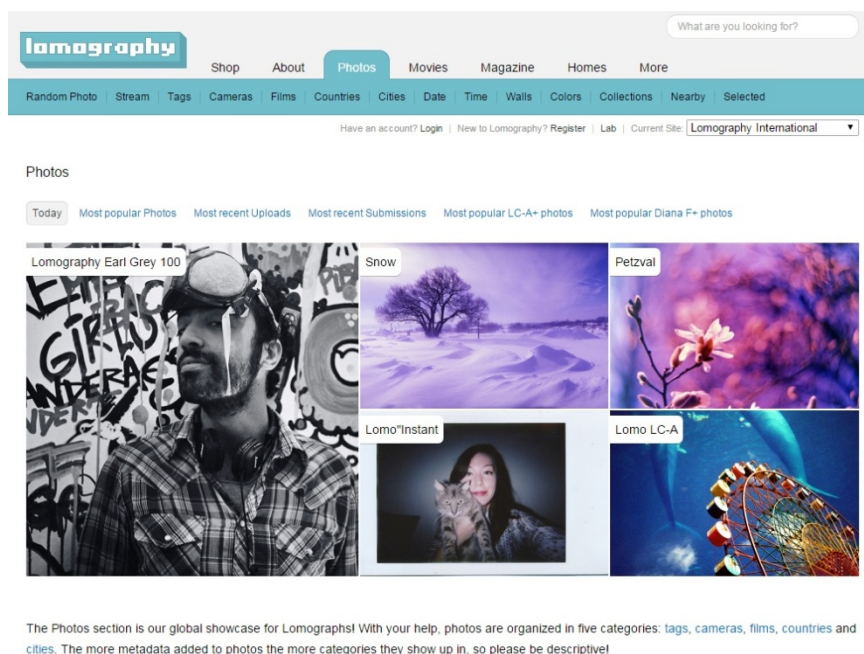 What are you looking for?
lomography
Shop About Photos Movies Magazine Homes More
Random Photo Stream Tags Cameras Films Countries Cities Date Time Walls Colors Collections Nearby Selected
Have an account? Login | New to Lomography? Register | Lab | Current Site: Lomography International
Photos
Today Most popular Photos Most recent Uploads Most recent Submissions Most popular LC-A+ photos Most popular Diana F+ photos
Lomography Earl Grey 100
Snow
Petzval
GIRL
Lomo"Instant
Lomo LC-A
The Photos section is our global showcase for Lomographs! With your help, photos are organized in five categories: tags, cameras, films, countries and
cities. The more metadata added to photos the more categories they show up in, so please be descriptive!